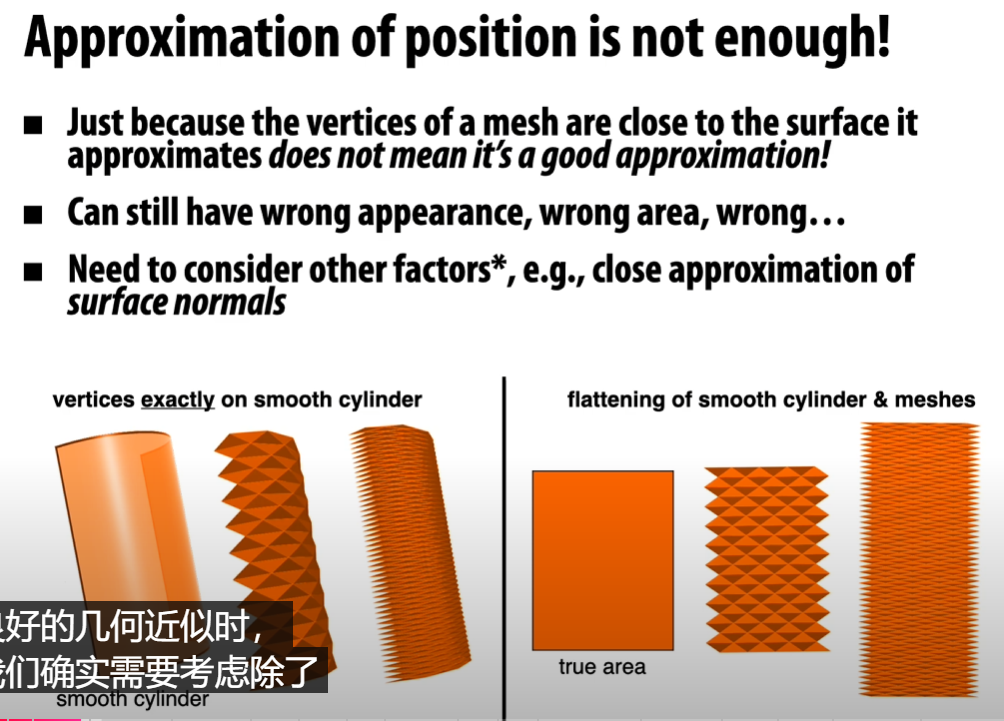 Approximation of position is not enough!
Just because the vertices of a mesh are close to the surface it
approximates does not mean it's a good approximation!
Can still have wrong appearance, wrong area, wrong…
Need to consider other factors*, e.g., close approximation of
surface normals
vertices exactly on smooth cylinder
flattening of smooth cylinder & meshes
true area
smooth cylinder
好的几何近似时，
们确实需要考虑除了